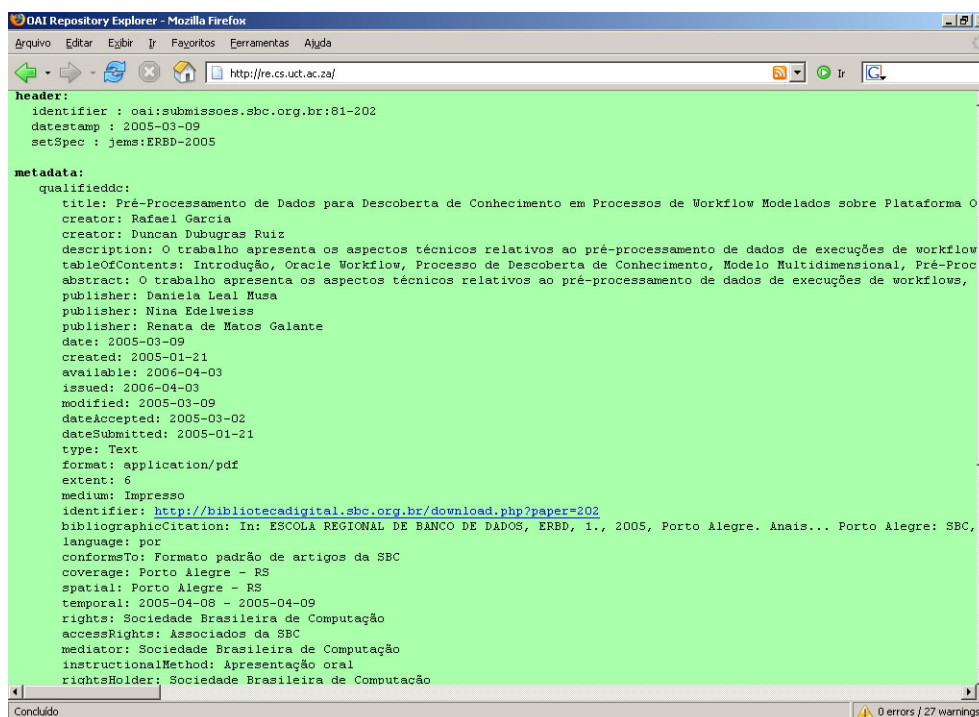 OAI Repository Explorer - Mozilla Firefox
Arquivo Editar Exibir Ir Favoritos Ferramentas Ajuda
http://re.cs.uct.ac.za/ Ir G
header:
identifier : oai:submissoes.sbc.org.br:81-202
datestamp : 2005-03-09
setSpec : jems:ERBD-2005
metadata:
qualifieddc:
title: Pré-Processamento de Dados para Descoberta de Conhecimento em Processos de Workflow Modelados sobre Plataforma O
creator: Rafael Garcia
creator: Duncan Dubugras Ruiz
description: O trabalho apresenta os aspectos técnicos relativos ao pré-processamento de dados de execuções de workflow
tableOfContents: Introdução, Oracle Workflow, Processo de Descoberta de Conhecimento, Modelo Multidimensional, Pré-Proc
abstract: O trabalho apresenta os aspectos técnicos relativos ao pré-processamento de dados de execuções de workflows,
publisher: Daniela Leal Musa
publisher: Nina Edelweiss
publisher: Renata de Matos Galante
date: 2005-03-09
created: 2005-01-21
available: 2006-04-03
issued: 2006-04-03
modified: 2005-03-09
dateAccepted: 2005-03-02
dateSubmitted: 2005-01-21
type: Text
format: application/pdf
extent: 6
medium: Impresso
identifier: http://bibliotecadigital.sbc.org.br/download.php?paper=202
bibliographicCitation: In: ESCOLA REGIONAL DE BANCO DE DADOS, ERBD, 1., 2005, Porto Alegre. Anais... Porto Alegre: SBC,
language: por
conformsTo: Formato padrão de artigos da SBC
coverage: Porto Alegre - RS
spatial: Porto Alegre - RS
temporal: 2005-04-08 - 2005-04-09
rights: Sociedade Brasileira de Computação
accessRights: Associados da SBC
mediator: Sociedade Brasileira de Computação
instructionalMethod: Apresentação oral
rightsHolder: Sociedade Brasileira de Computação
Concluído 0 errors / 27 warnings